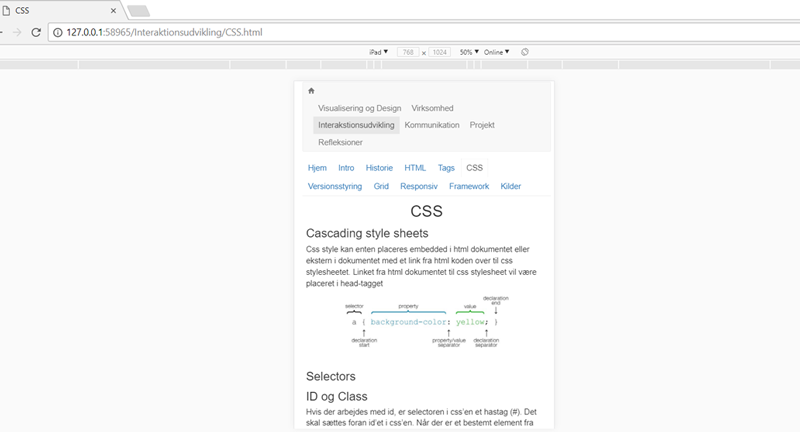 CSS
127.0.0.1:58965/Interaktionsudvikling/CSS.html
iPad ▼ 768 x 1024 50% ▼ Online ▼
Visualisering og Design Virksomhed
Interakstionsudvikling Kommunikation Projekt
Refleksioner
Hjem Intro Historie HTML Tags CSS
Versionsstyring Grid Responsiv Framework Kilder
CSS
Cascading style sheets
Css style kan enten placeres embedded i html dokumentet eller
ekstern i dokumentet med et link fra html koden over til css
stylesheetet. Linket fra html dokumentet til css stylesheet vil være
placeret i head-tagget
declaration
end
selector property value
a { background-color: yellow; }
declaration
start
property/value
separator
declaration
separator
Selectors
ID og Class
Hvis der arbejdes med id, er selectoren i css'en et hastag (#). Det
skal sættes foran id'et i css'en. Når der er et bestemt element fra